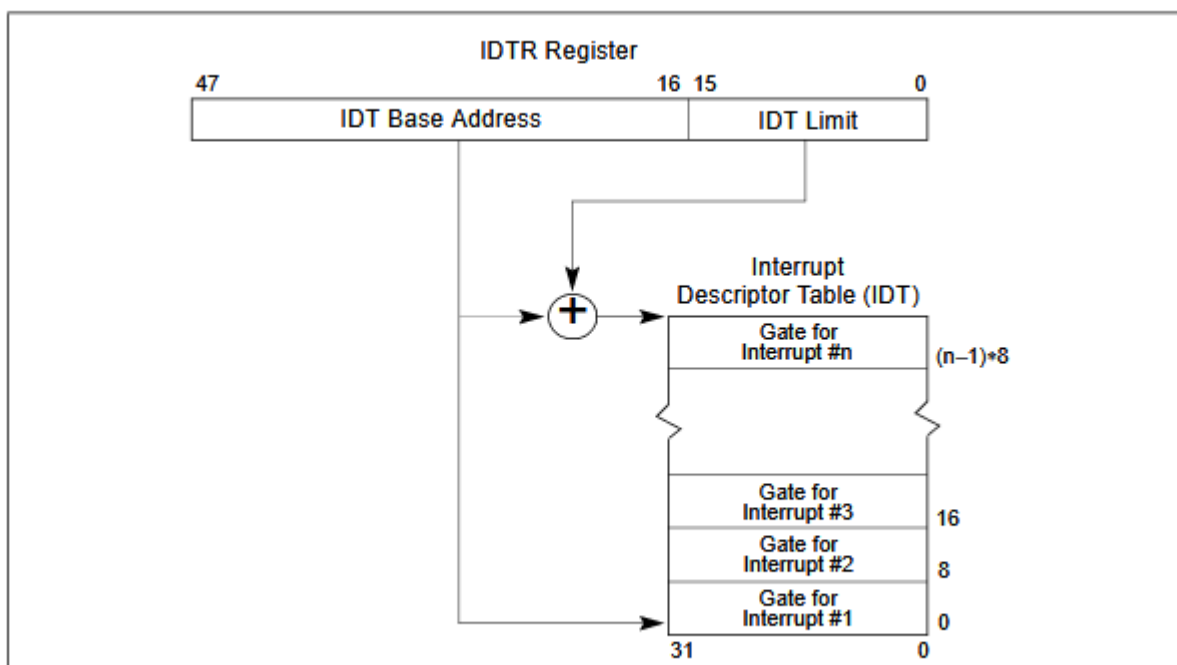 IDTR Register
47 16 15 0
IDT Base Address IDT Limit
+
Interrupt
Descriptor Table (IDT)
Gate for
Interrupt #n
(n–1)*8
Gate for
Interrupt #3
16
Gate for
Interrupt #2
8
Gate for
Interrupt #1
0
31 0